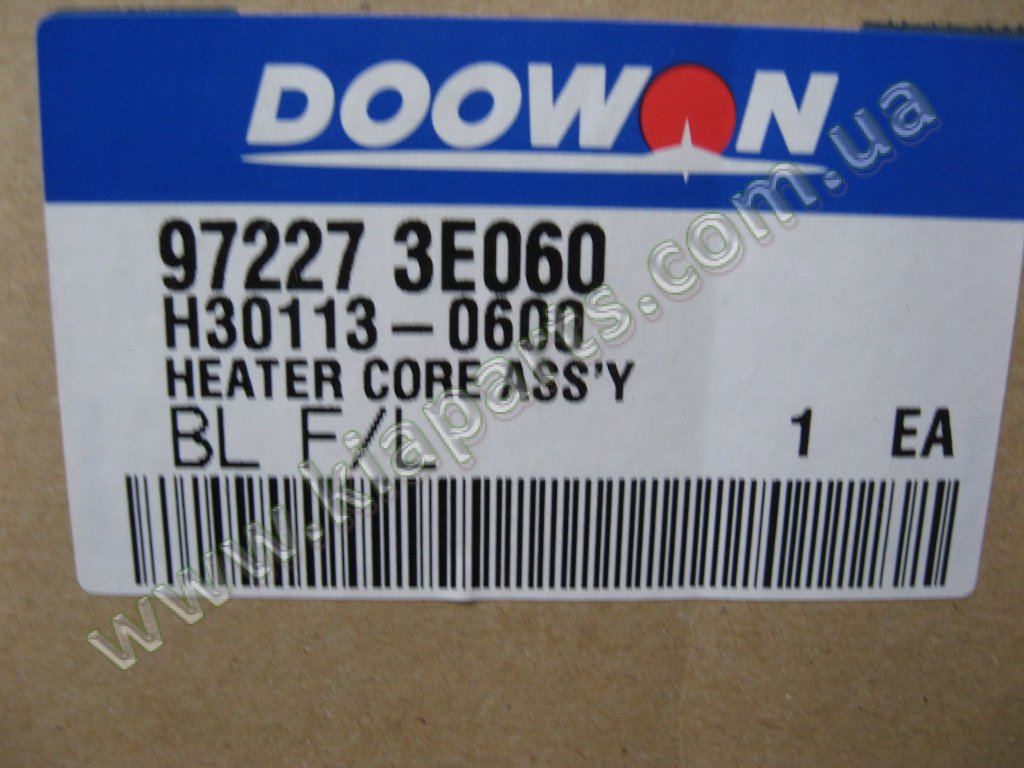 DOOWON
97227 3E060
H30113-0600
HEATER CORE ASS'Y
BL F/L 1 EA
www.kiaparts.com.ua